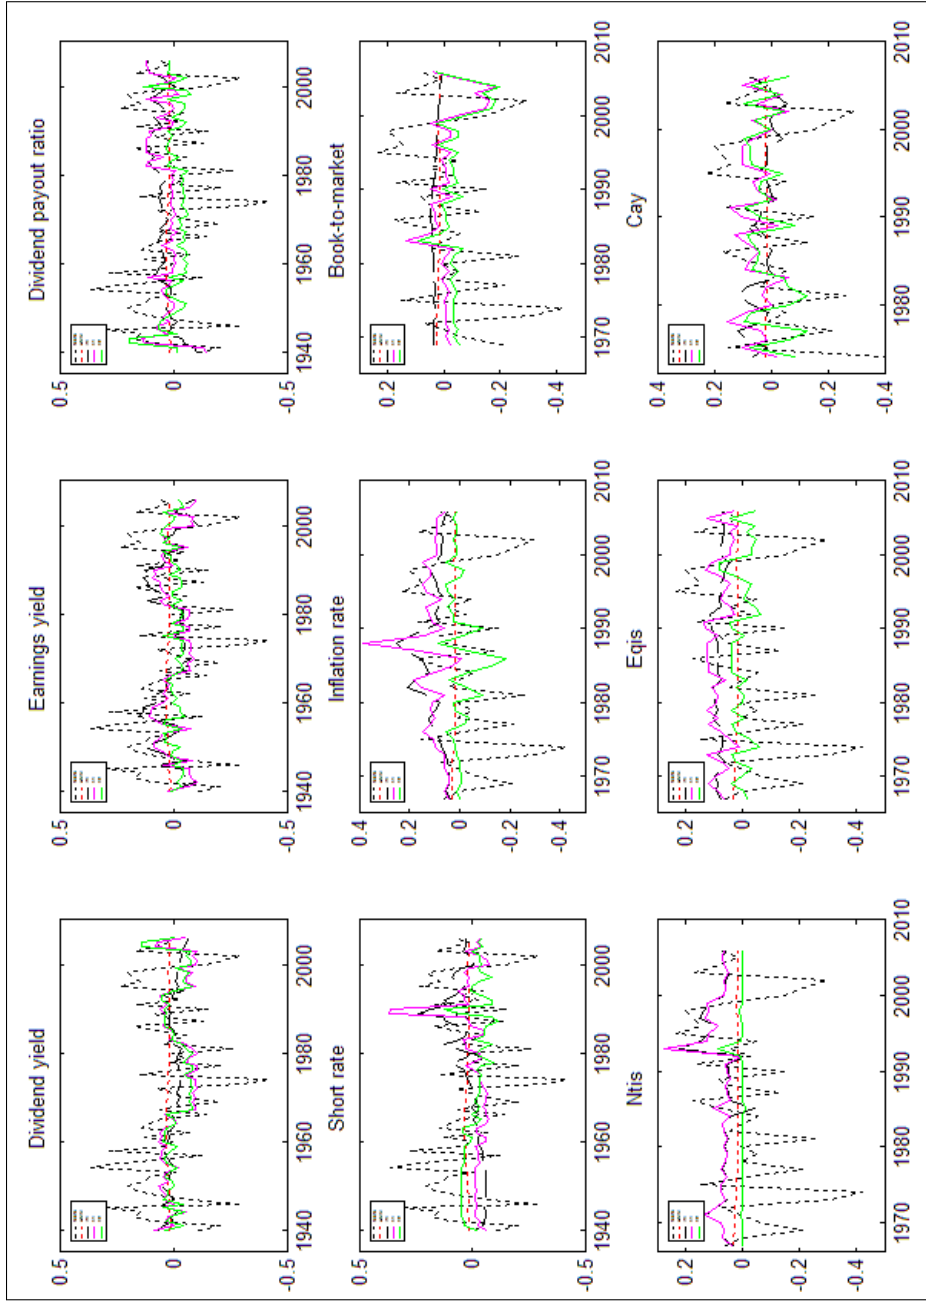 Dividend yield
0.5
0
-0.5
1940 1960 1980 2000
Earnings yield
0.5
0
-0.5
1940 1960 1980 2000
Dividend payout ratio
0.5
0
-0.5
1940 1960 1980 2000
Short rate
0.5
0
-0.5
1940 1960 1980 2000
Inflation rate
0.4
0.2
0
-0.2
-0.4
1970 1980 1990 2000 2010
Book-to-market
0.2
0
-0.2
-0.4
1970 1980 1990 2000 2010
Ntis
0.2
0
-0.2
-0.4
1970 1980 1990 2000 2010
Eqis
0.2
0
-0.2
-0.4
1970 1980 1990 2000 2010
Cay
0.4
0.2
0
-0.2
-0.4
1980 1990 2000 2010